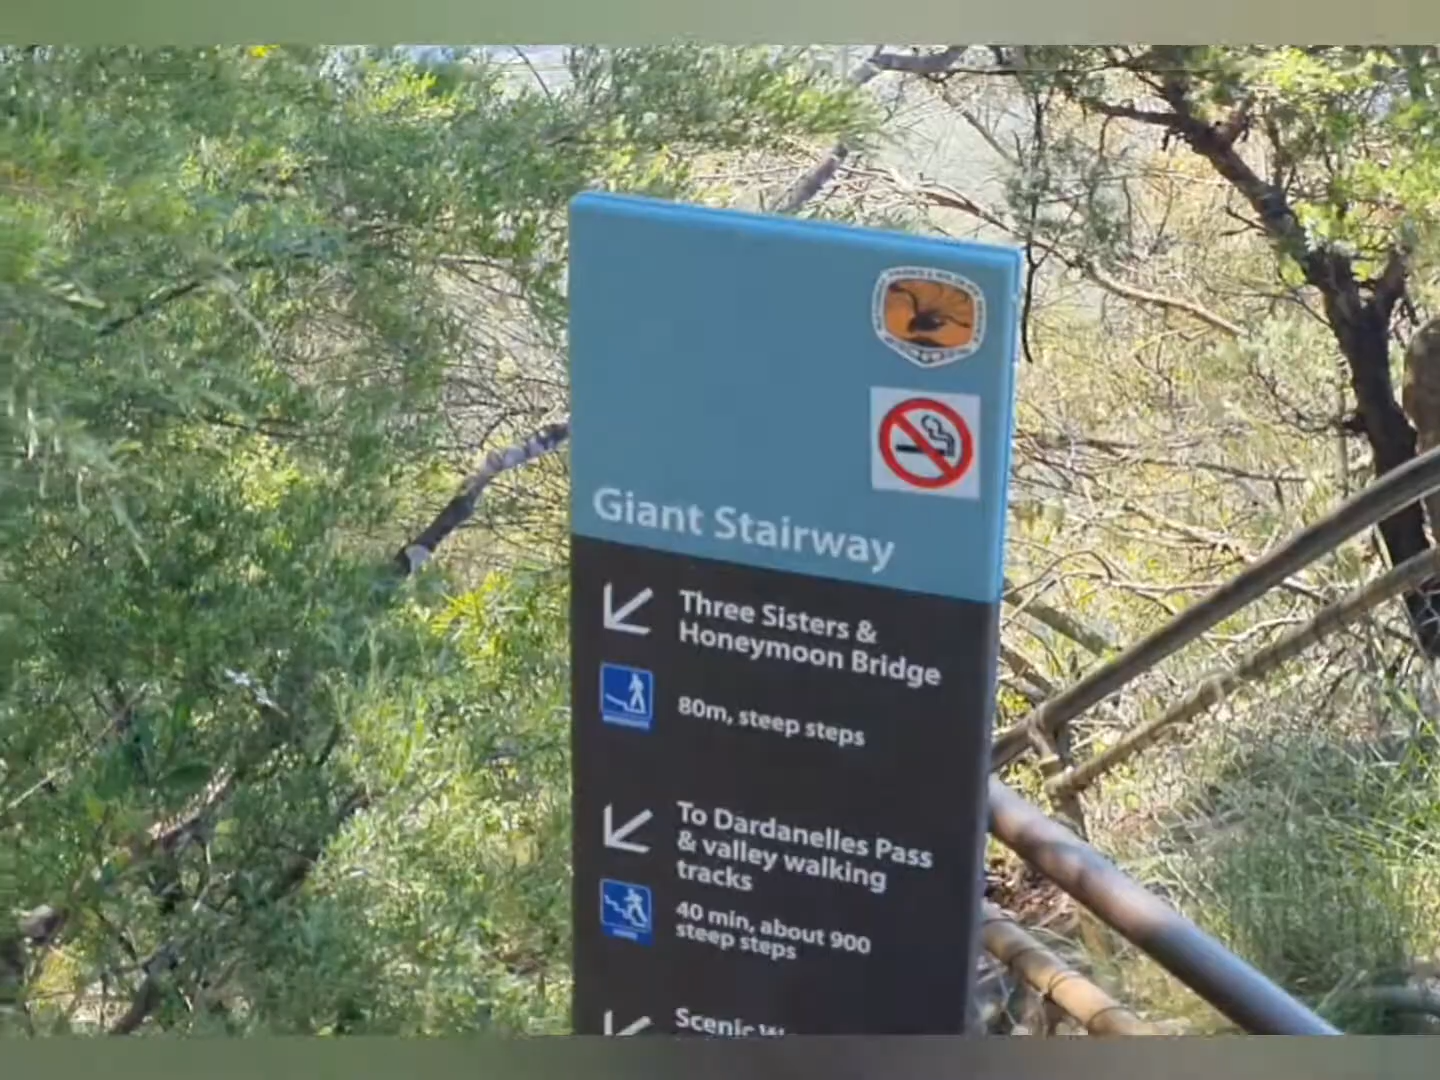 Giant Stairway
Three Sisters &
Honeymoon Bridge
80m, steep steps
To Dardanelles Pass
& valley walking
tracks
40 min, about 900
steep steps
Scenic